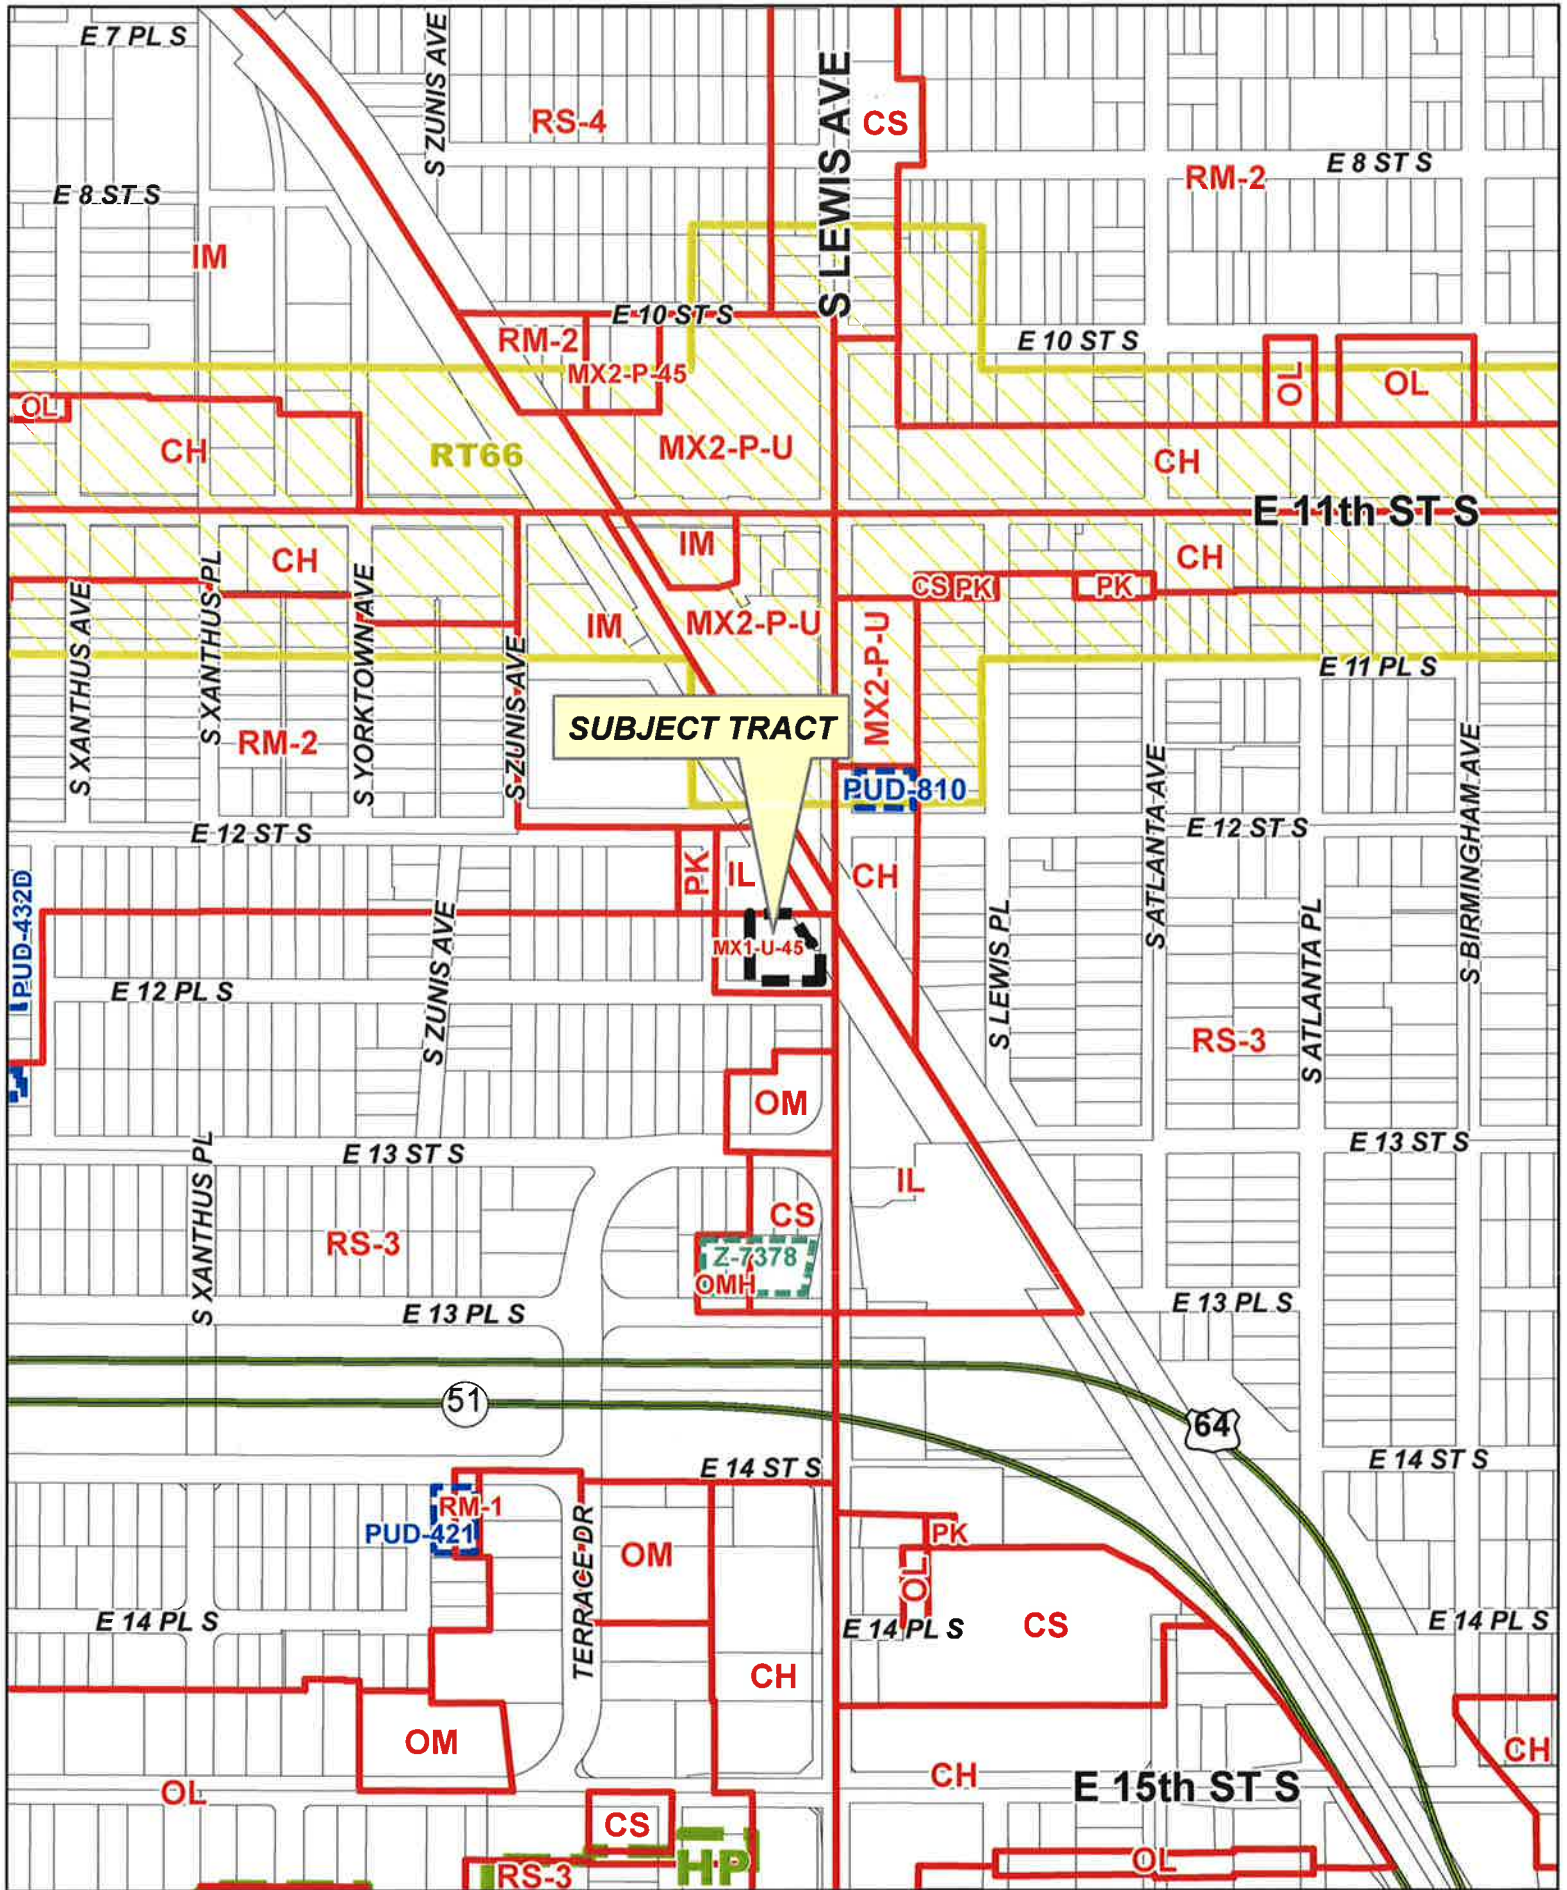 E 7 PL S
S ZUNIS AVE
RS-4
S LEWIS AVE
CS
E 8 ST S
RM-2
E 8 ST S
IM
E 10 ST S
RM-2
MX2-P-45
E 10 ST S
OL
OL
OL
CH
RT66
MX2-P-U
CH
E 11th ST S
IM
CH
CH
S XANTHUS AVE
S XANTHUS PL
S YORKTOWN AVE
CS
PK
PK
IM
MX2-P-U
MX2-P-U
S ZUNIS AVE
E 11 PL S
RM-2
SUBJECT TRACT
PUD-810
S ATLANTA AVE
S BIRMINGHAM AVE
E 12 ST S
E 12 ST S
PK
IL
CH
PUD-432D
S ZUNIS AVE
MX1-U-45
S LEWIS PL
S ATLANTA PL
E 12 PL S
RS-3
OM
E 13 ST S
E 13 ST S
S XANTHUS PL
IL
RS-3
CS
Z-7378
OMH
E 13 PL S
E 13 PL S
51
64
E 14 ST S
E 14 ST S
RM-1
PUD-421
TERRACE DR
OM
PK
OL
E 14 PL S
E 14 PL S
CS
E 14 PL S
CH
OM
CH
CH
OL
E 15th ST S
CS
HP
RS-3
OL